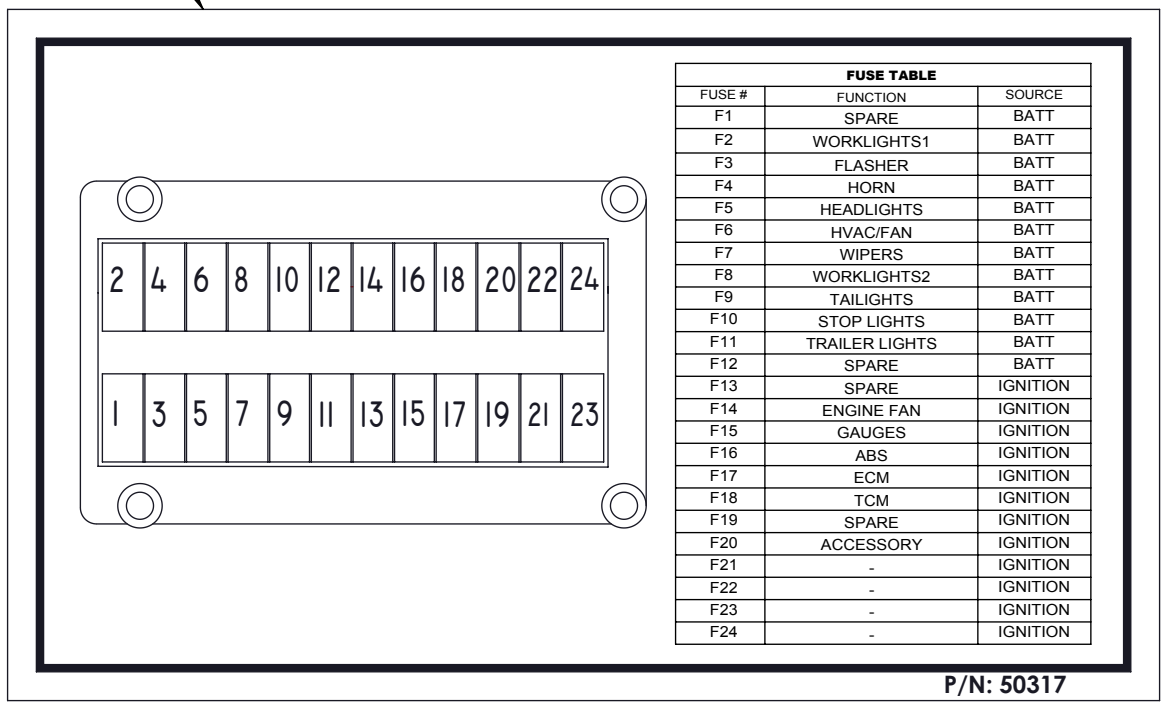 2 4 6 8 10 12 14 16 18 20 22 24
1 3 5 7 9 11 13 15 17 19 21 23
FUSE TABLE
FUSE # FUNCTION SOURCE
F1 SPARE BATT
F2 WORKLIGHTS1 BATT
F3 FLASHER BATT
F4 HORN BATT
F5 HEADLIGHTS BATT
F6 HVAC/FAN BATT
F7 WIPERS BATT
F8 WORKLIGHTS2 BATT
F9 TAILIGHTS BATT
F10 STOP LIGHTS BATT
F11 TRAILER LIGHTS BATT
F12 SPARE BATT
F13 SPARE IGNITION
F14 ENGINE FAN IGNITION
F15 GAUGES IGNITION
F16 ABS IGNITION
F17 ECM IGNITION
F18 TCM IGNITION
F19 SPARE IGNITION
F20 ACCESSORY IGNITION
F21 - IGNITION
F22 - IGNITION
F23 - IGNITION
F24 - IGNITION
P/N: 50317